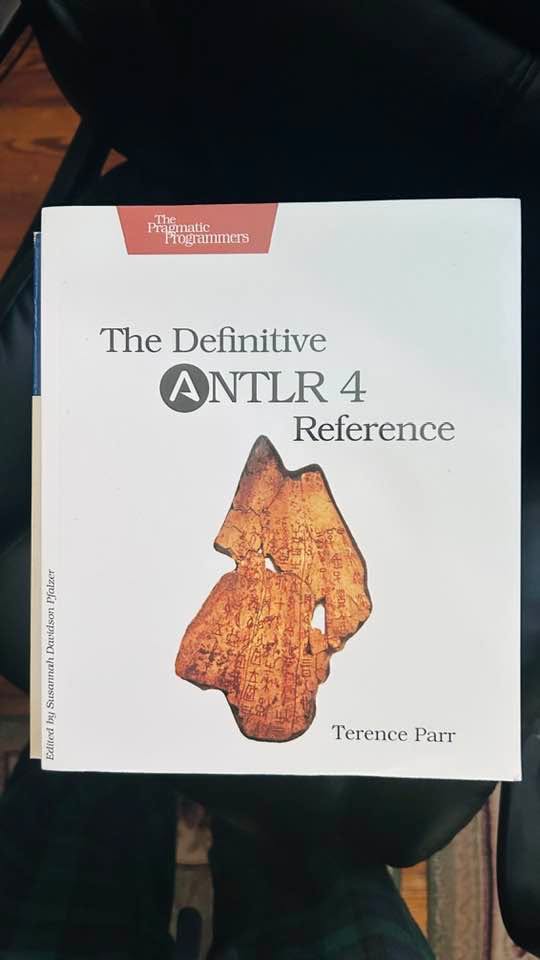 The
Pragmatic
Programmers
The Definitive
ANTLR 4
Reference
Terence Parr
Edited by Susannah Davidson Pfalzer